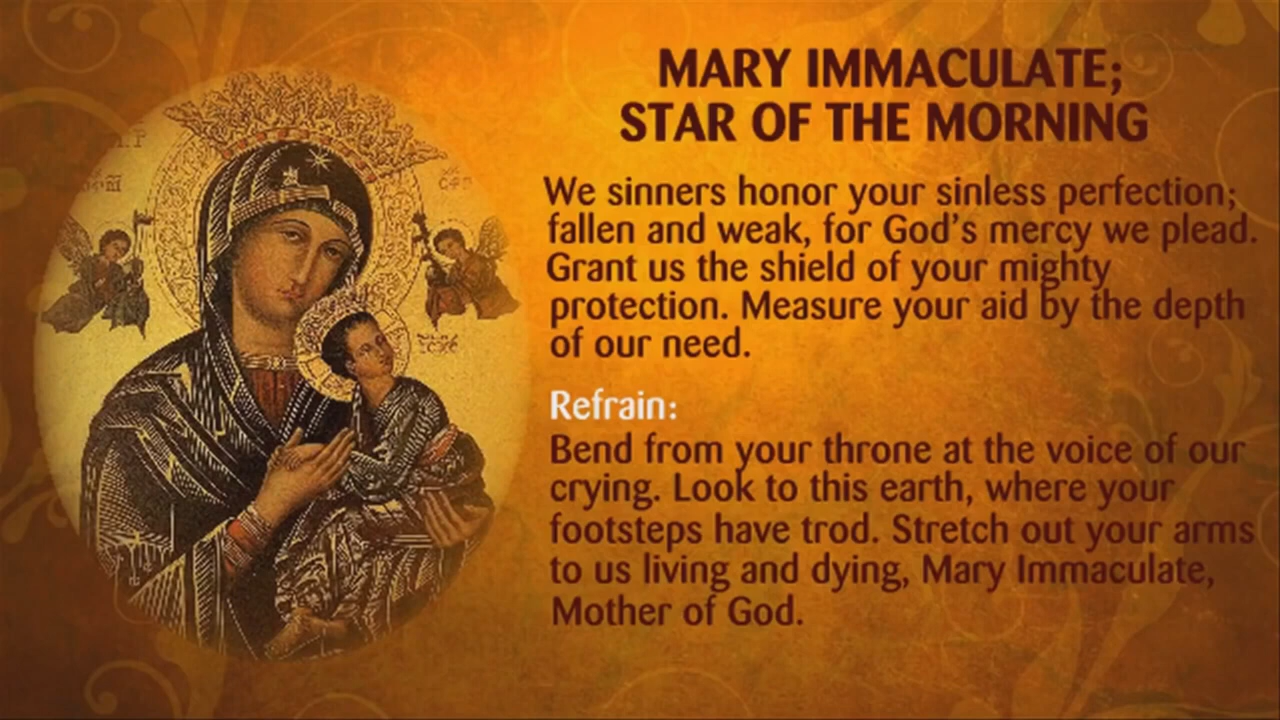 MARY IMMACULATE;
STAR OF THE MORNING
We sinners honor your sinless perfection;
fallen and weak, for God's mercy we plead.
Grant us the shield of your mighty
protection. Measure your aid by the depth
of our need.
Refrain:
Bend from your throne at the voice of our
crying. Look to this earth, where your
footsteps have trod. Stretch out your arms
to us living and dying, Mary Immaculate,
Mother of God.